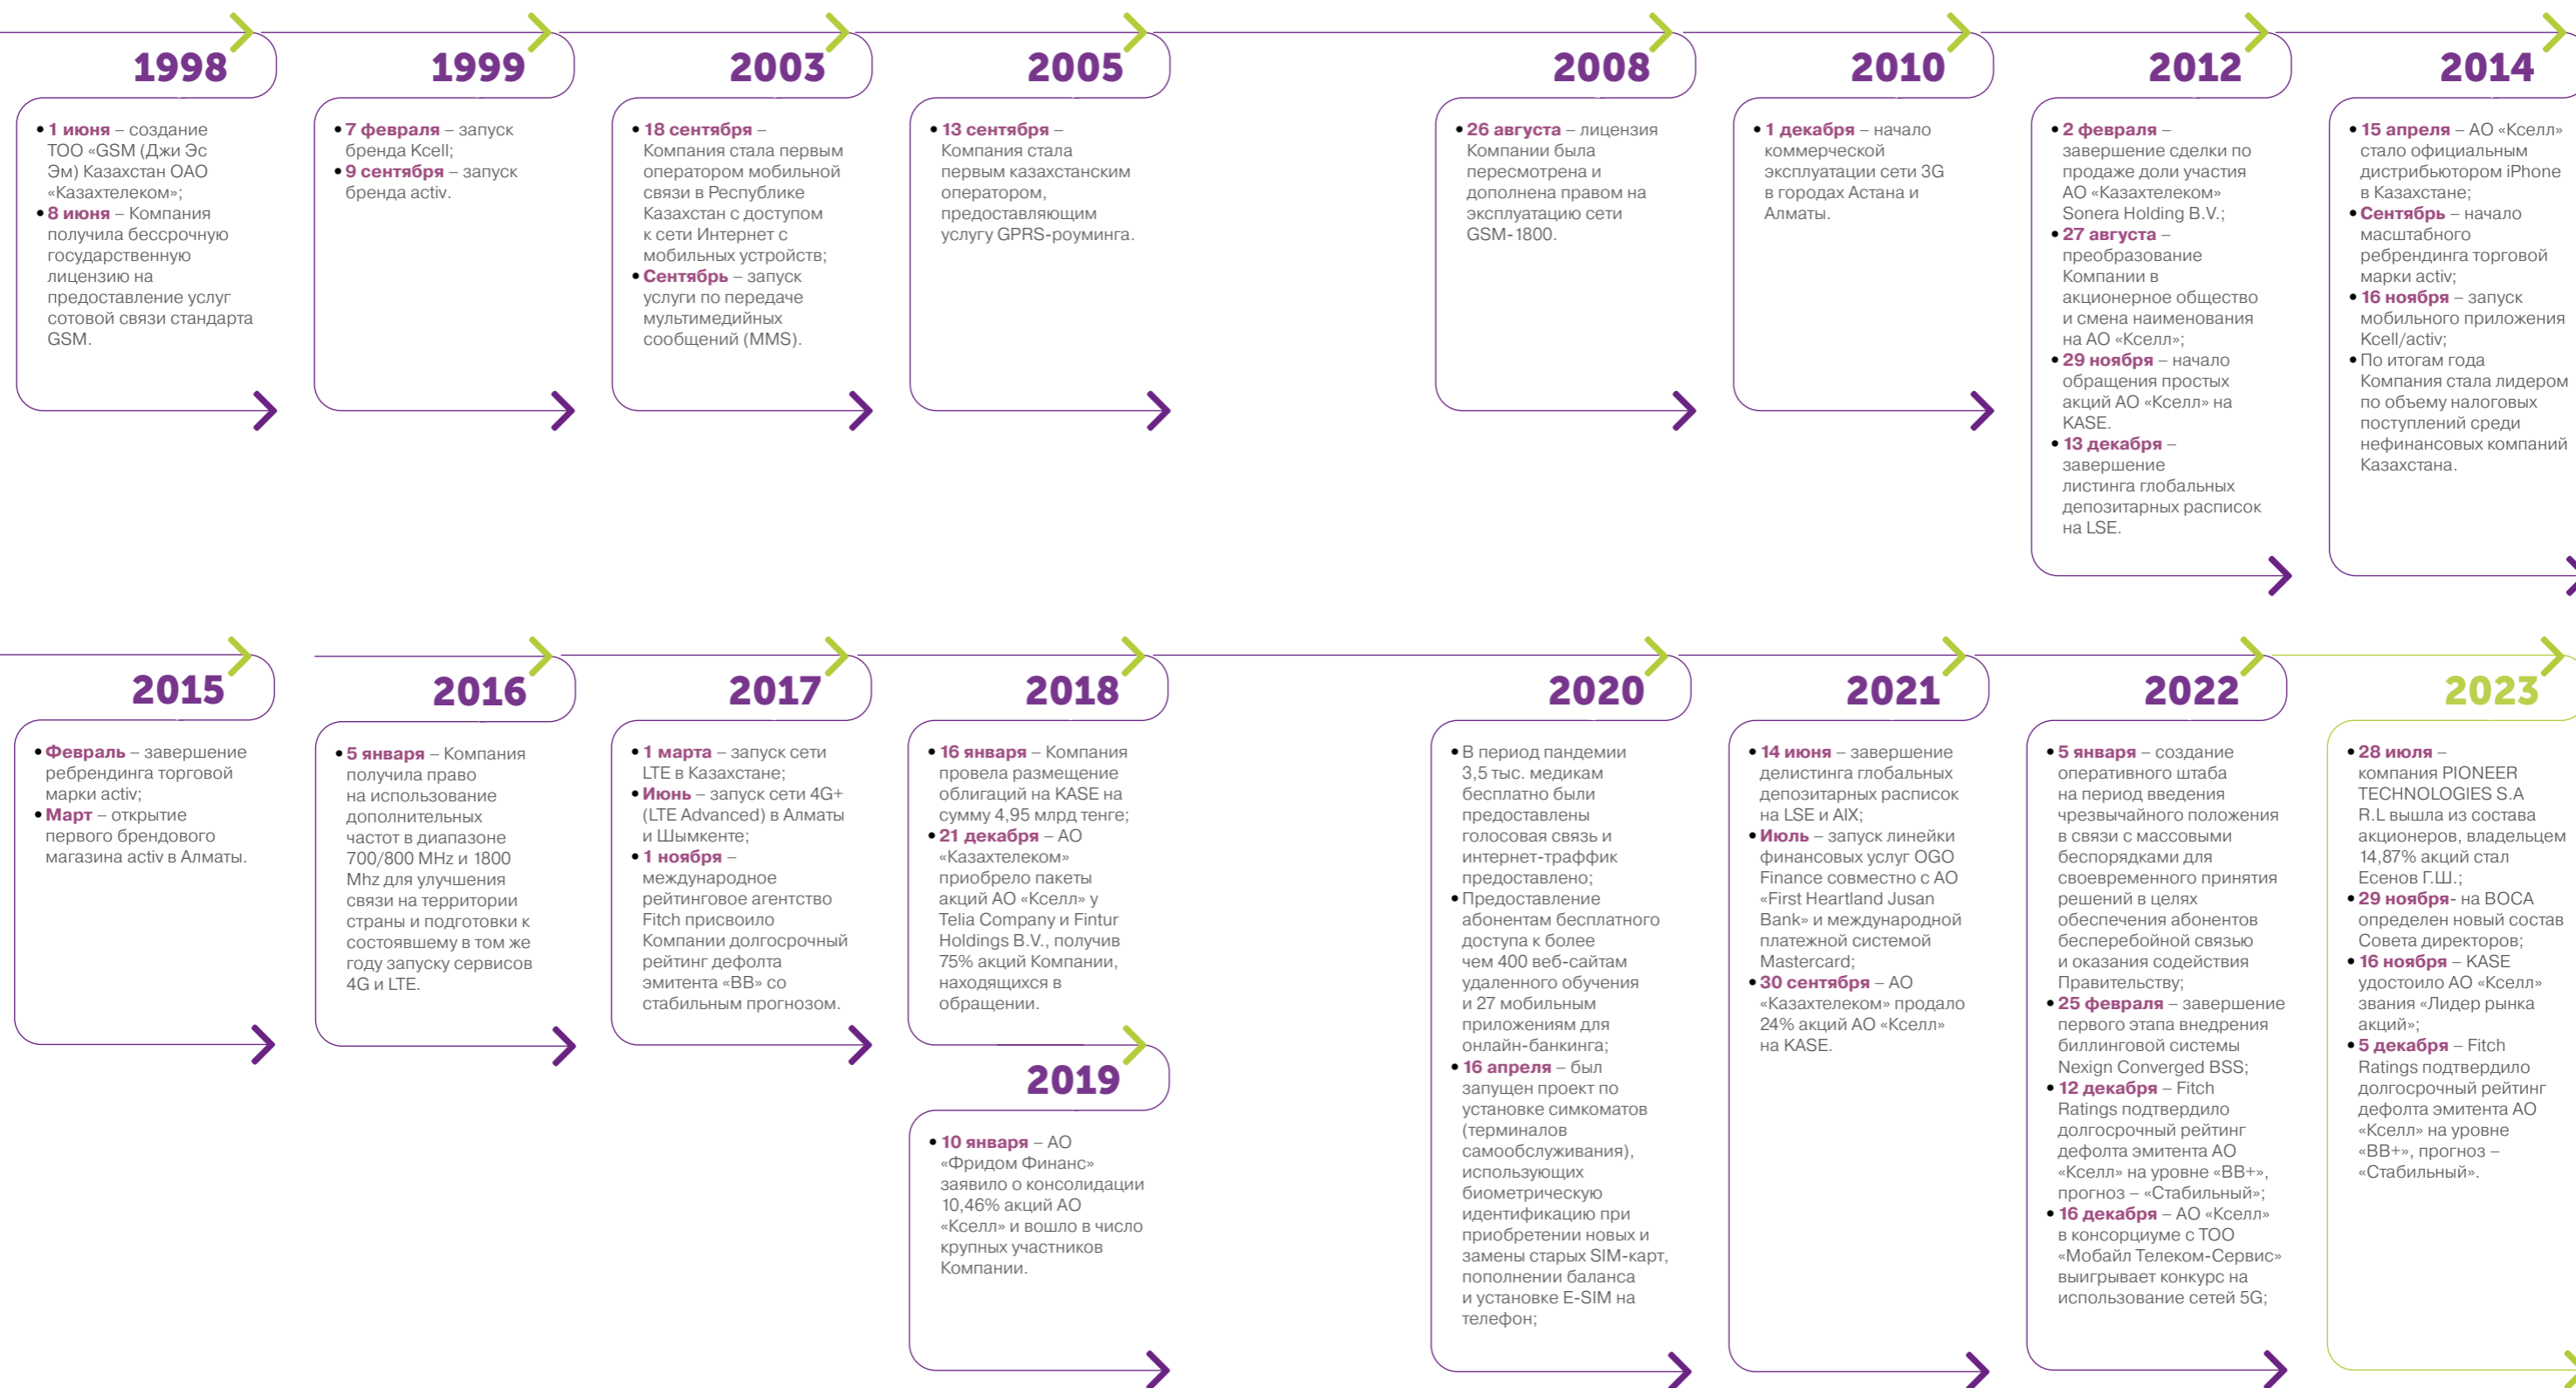 1998
• 1 июня – создание
ТОО «GSM (Джи Эс
Эм) Казахстан ОАО
«Казахтелеком»;
• 8 июня – Компания
получила бессрочную
государственную
лицензию на
предоставление услуг
сотовой связи стандарта
GSM.
1999
• 7 февраля – запуск
бренда Kcell;
• 9 сентября – запуск
бренда activ.
2003
• 18 сентября –
Компания стала первым
оператором мобильной
связи в Республике
Казахстан с доступом
к сети Интернет с
мобильных устройств;
• Сентябрь – запуск
услуги по передаче
мультимедийных
сообщений (MMS).
2005
• 13 сентября –
Компания стала
первым казахстанским
оператором,
предоставляющим
услугу GPRS-роуминга.
2008
• 26 августа – лицензия
Компании была
пересмотрена и
дополнена правом на
эксплуатацию сети
GSM-1800.
2010
• 1 декабря – начало
коммерческой
эксплуатации сети 3G
в городах Астана и
Алматы.
2012
• 2 февраля –
завершение сделки по
продаже доли участия
АО «Казахтелеком»
Sonera Holding B.V.;
• 27 августа –
преобразование
Компании в
акционерное общество
и смена наименования
на АО «Кселл»;
• 29 ноября – начало
обращения простых
акций АО «Кселл» на
KASE.
• 13 декабря –
завершение
листинга глобальных
депозитарных расписок
на LSE.
2014
• 15 апреля – АО «Кселл»
стало официальным
дистрибьютором iPhone
в Казахстане;
• Сентябрь – начало
масштабного
ребрендинга торговой
марки activ;
• 16 ноября – запуск
мобильного приложения
Kcell/activ;
• По итогам года
Компания стала лидером
по объему налоговых
поступлений среди
нефинансовых компаний
Казахстана.
2015
• Февраль – завершение
ребрендинга торговой
марки activ;
• Март – открытие
первого брендового
магазина activ в Алматы.
2016
• 5 января – Компания
получила право
на использование
дополнительных
частот в диапазоне
700/800 MHz и 1800
Mhz для улучшения
связи на территории
страны и подготовки к
состоявшему в том же
году запуску сервисов
4G и LTE.
2017
• 1 марта – запуск сети
LTE в Казахстане;
• Июнь – запуск сети 4G+
(LTE Advanced) в Алматы
и Шымкенте;
• 1 ноября –
международное
рейтинговое агентство
Fitch присвоило
Компании долгосрочный
рейтинг дефолта
эмитента «BB» со
стабильным прогнозом.
2018
• 16 января – Компания
провела размещение
облигаций на KASE на
сумму 4,95 млрд тенге;
• 21 декабря – АО
«Казахтелеком»
приобрело пакеты
акций АО «Кселл» у
Telia Company и Fintur
Holdings B.V., получив
75% акций Компании,
находящихся в
обращении.
2019
• 10 января – АО
«Фридом Финанс»
заявило о консолидации
10,46% акций АО
«Кселл» и вошло в число
крупных участников
Компании.
2020
• В период пандемии
3,5 тыс. медикам
бесплатно были
предоставлены
голосовая связь и
интернет-траффик
предоставлено;
• Предоставление
абонентам бесплатного
доступа к более
чем 400 веб-сайтам
удаленного обучения
и 27 мобильным
приложениям для
онлайн-банкинга;
• 16 апреля – был
запущен проект по
установке симкоматов
(терминалов
самообслуживания),
использующих
биометрическую
идентификацию при
приобретении новых и
замены старых SIM-карт,
пополнении баланса
и установке E-SIM на
телефон;
2021
• 14 июня – завершение
делистинга глобальных
депозитарных расписок
на LSE и AIX;
• Июль – запуск линейки
финансовых услуг OGO
Finance совместно с АО
«First Heartland Jusan
Bank» и международной
платежной системой
Mastercard;
• 30 сентября – АО
«Казахтелеком» продало
24% акций АО «Кселл»
на KASE.
2022
• 5 января – создание
оперативного штаба
на период введения
чрезвычайного положения
в связи с массовыми
беспорядками для
своевременного принятия
решений в целях
обеспечения абонентов
бесперебойной связью
и оказания содействия
Правительству;
• 25 февраля – завершение
первого этапа внедрения
биллинговой системы
Nexign Converged BSS;
• 12 декабря – Fitch
Ratings подтвердило
долгосрочный рейтинг
дефолта эмитента АО
«Кселл» на уровне «BB+»,
прогноз – «Стабильный»;
• 16 декабря – АО «Кселл»
в консорциуме с ТОО
«Мобайл Телеком-Сервис»
выигрывает конкурс на
использование сетей 5G;
2023
• 28 июля –
компания PIONEER
TECHNOLOGIES S.A
R.L вышла из состава
акционеров, владельцем
14,87% акций стал
Есенов Г.Ш.;
• 29 ноября- на ВОСА
определен новый состав
Совета директоров;
• 16 ноября – KASE
удостоило АО «Кселл»
звания «Лидер рынка
акций»;
• 5 декабря – Fitch
Ratings подтвердило
долгосрочный рейтинг
дефолта эмитента АО
«Кселл» на уровне
«BB+», прогноз –
«Стабильный».